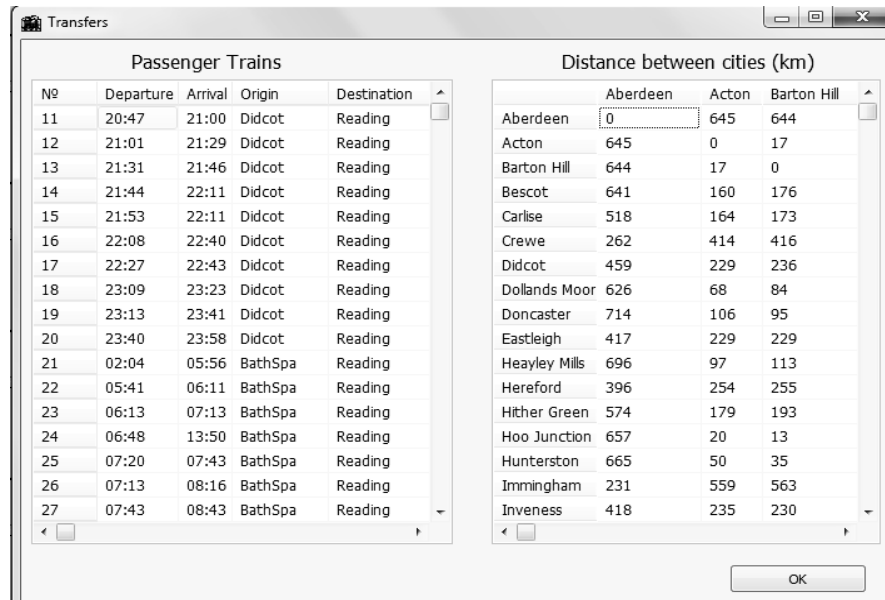 Transfers
Passenger Trains
Nº Departure Arrival Origin Destination
11 20:47 21:00 Didcot Reading
12 21:01 21:29 Didcot Reading
13 21:31 21:46 Didcot Reading
14 21:44 22:11 Didcot Reading
15 21:53 22:11 Didcot Reading
16 22:08 22:40 Didcot Reading
17 22:27 22:43 Didcot Reading
18 23:09 23:23 Didcot Reading
19 23:13 23:41 Didcot Reading
20 23:40 23:58 Didcot Reading
21 02:04 05:56 BathSpa Reading
22 05:41 06:11 BathSpa Reading
23 06:13 07:13 BathSpa Reading
24 06:48 13:50 BathSpa Reading
25 07:20 07:43 BathSpa Reading
26 07:13 08:16 BathSpa Reading
27 07:43 08:43 BathSpa Reading
Distance between cities (km)
Aberdeen Acton Barton Hill
Aberdeen 0 645 644
Acton 645 0 17
Barton Hill 644 17 0
Bescot 641 160 176
Carlise 518 164 173
Crewe 262 414 416
Didcot 459 229 236
Dollands Moor 626 68 84
Doncaster 714 106 95
Eastleigh 417 229 229
Heayley Mills 696 97 113
Hereford 396 254 255
Hither Green 574 179 193
Hoo Junction 657 20 13
Hunterston 665 50 35
Immingham 231 559 563
Inveness 418 235 230
OK